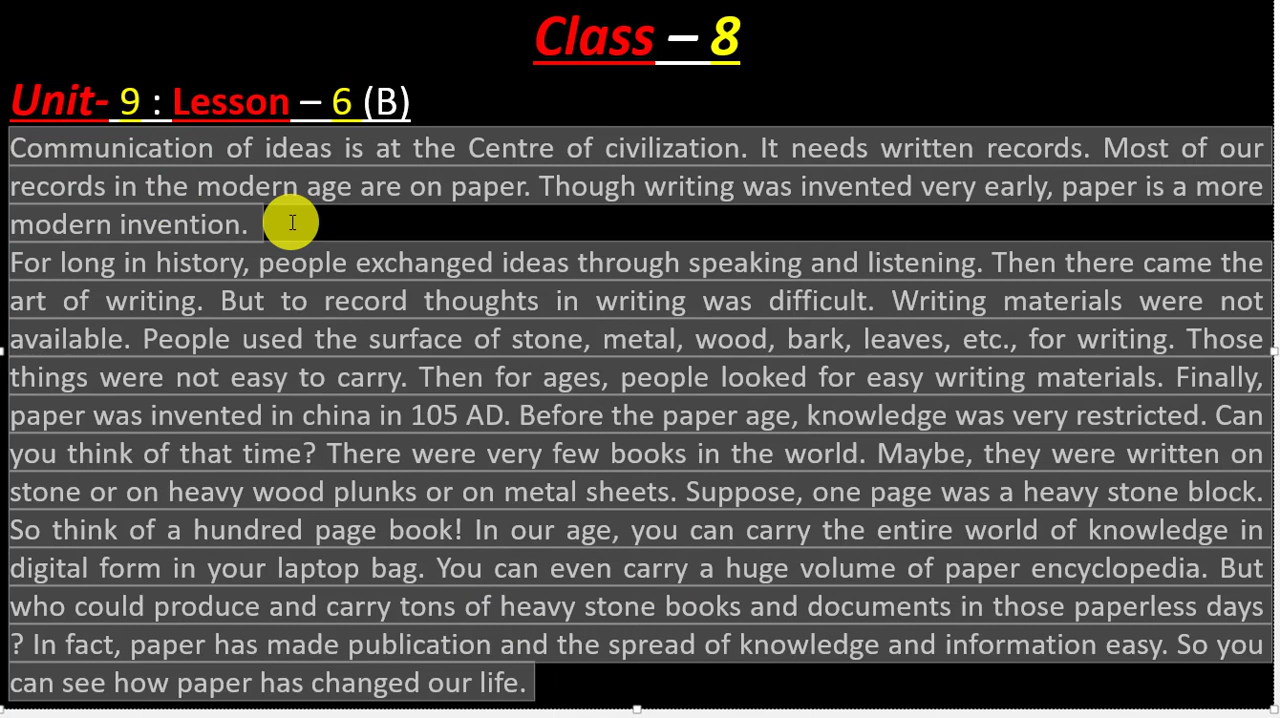 Class – 8
Unit- 9 : Lesson – 6 (B)
Communication of ideas is at the Centre of civilization. It needs written records. Most of our
records in the modern age are on paper. Though writing was invented very early, paper is a more
modern invention.
For long in history, people exchanged ideas through speaking and listening. Then there came the
art of writing. But to record thoughts in writing was difficult. Writing materials were not
available. People used the surface of stone, metal, wood, bark, leaves, etc., for writing. Those
things were not easy to carry. Then for ages, people looked for easy writing materials. Finally,
paper was invented in china in 105 AD. Before the paper age, knowledge was very restricted. Can
you think of that time? There were very few books in the world. Maybe, they were written on
stone or on heavy wood plunks or on metal sheets. Suppose, one page was a heavy stone block.
So think of a hundred page book! In our age, you can carry the entire world of knowledge in
digital form in your laptop bag. You can even carry a huge volume of paper encyclopedia. But
who could produce and carry tons of heavy stone books and documents in those paperless days
? In fact, paper has made publication and the spread of knowledge and information easy. So you
can see how paper has changed our life.